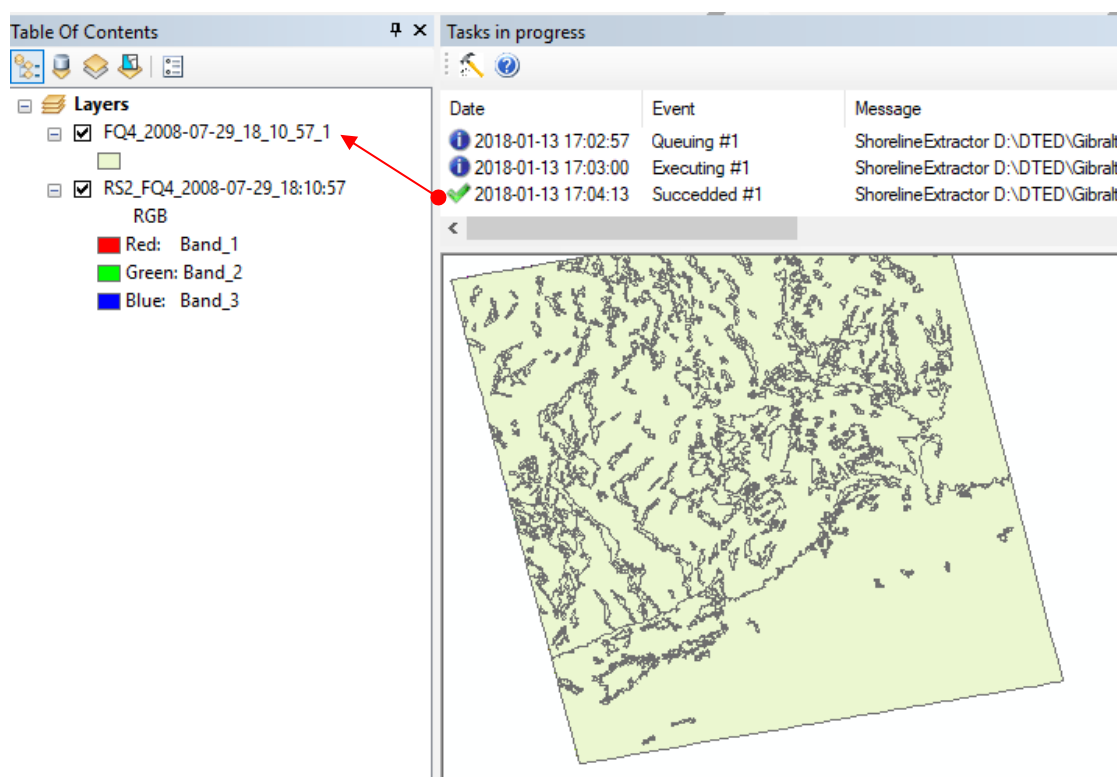 Table Of Contents
Layers
FQ4_2008-07-29_18_10_57_1
RS2_FQ4_2008-07-29_18:10:57
RGB
Red: Band_1
Green: Band_2
Blue: Band_3
Tasks in progress
Date Event Message
2018-01-13 17:02:57 Queuing #1 ShorelineExtractor D:\DTED\Gibralt
2018-01-13 17:03:00 Executing #1 ShorelineExtractor D:\DTED\Gibralt
2018-01-13 17:04:13 Succedded #1 ShorelineExtractor D:\DTED\Gibralt